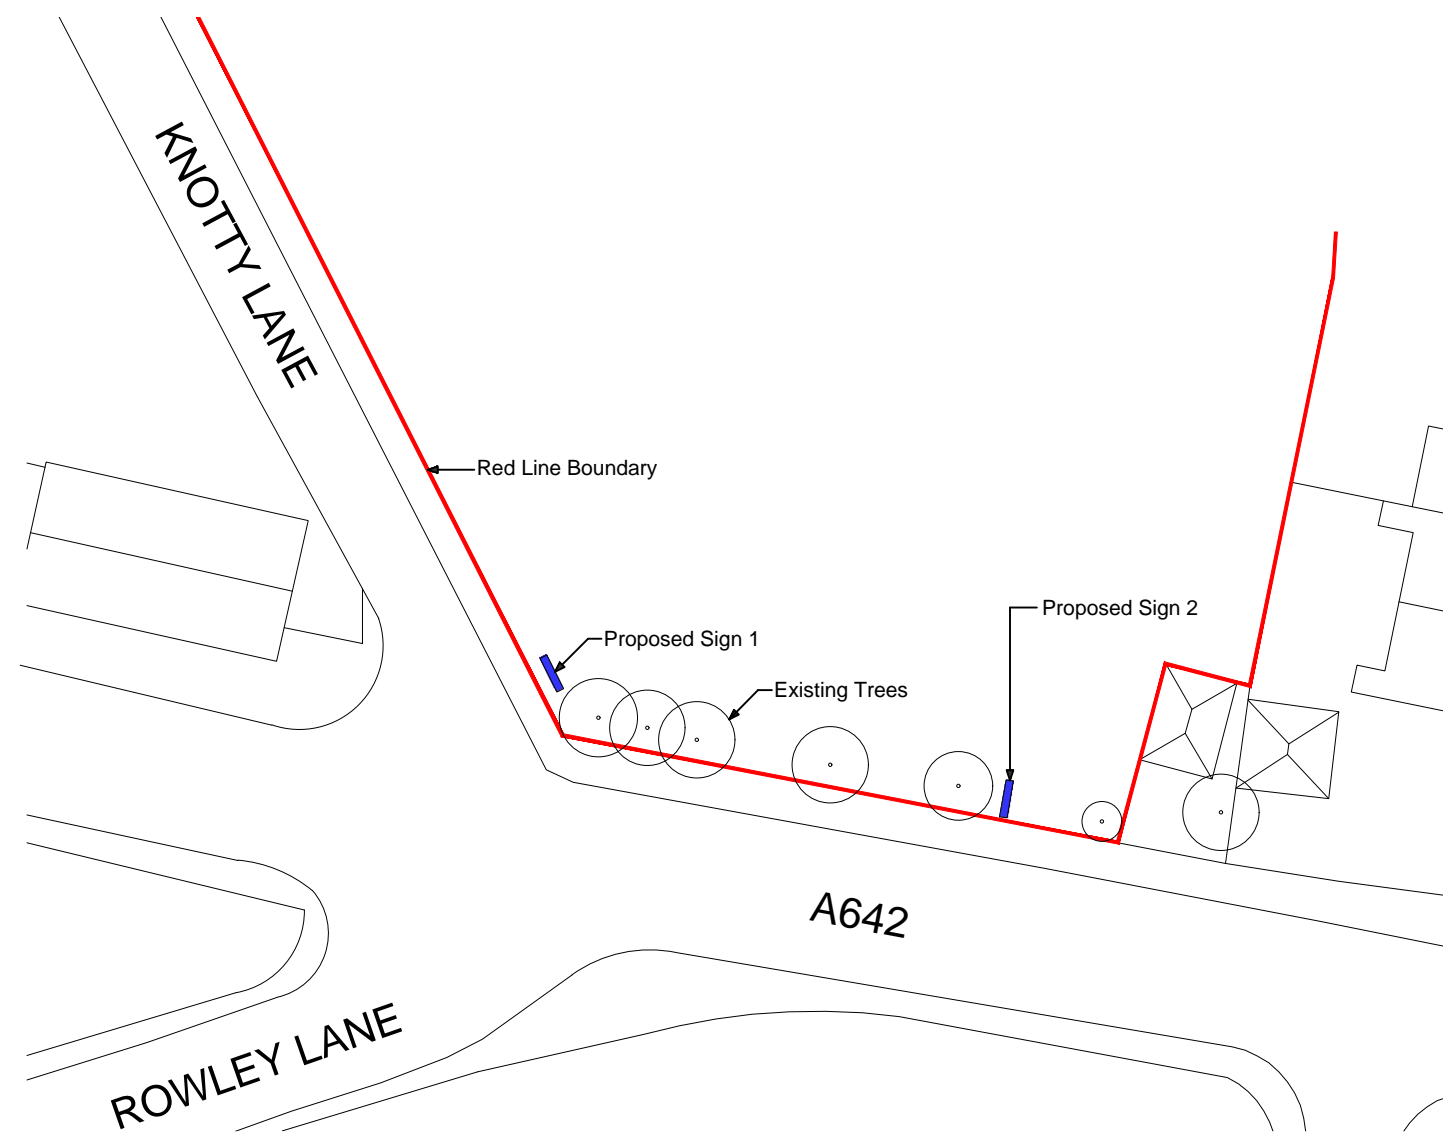 KNOTTY LANE
Red Line Boundary
Proposed Sign 2
Proposed Sign 1
Existing Trees
A642
ROWLEY LANE